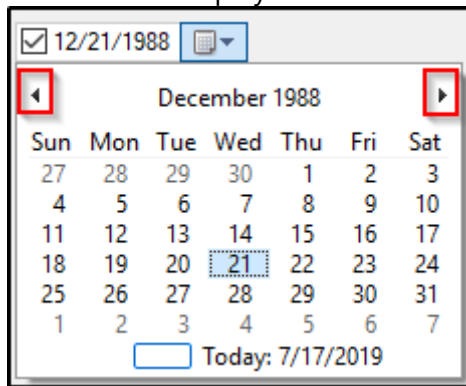 12/21/1988
December 1988
Sun Mon Tue Wed Thu Fri Sat
27 28 29 30 1 2 3
4 5 6 7 8 9 10
11 12 13 14 15 16 17
18 19 20 21 22 23 24
25 26 27 28 29 30 31
1 2 3 4 5 6 7
Today: 7/17/2019